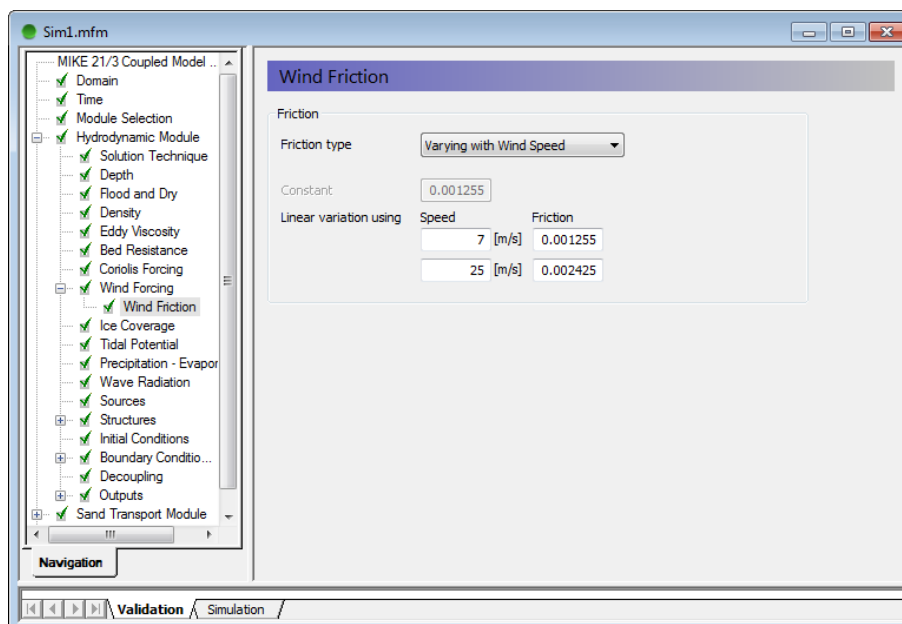 Sim1.mfm
MIKE 21/3 Coupled Model ..
Domain
Time
Module Selection
Hydrodynamic Module
Solution Technique
Depth
Flood and Dry
Density
Eddy Viscosity
Bed Resistance
Coriolis Forcing
Wind Forcing
Wind Friction
Ice Coverage
Tidal Potential
Precipitation - Evapor
Wave Radiation
Sources
Structures
Initial Conditions
Boundary Conditio...
Decoupling
Outputs
Sand Transport Module
Navigation
Wind Friction
Friction
Friction type Varying with Wind Speed
Constant 0.001255
Linear variation using Speed Friction
7 [m/s] 0.001255
25 [m/s] 0.002425
Validation Simulation